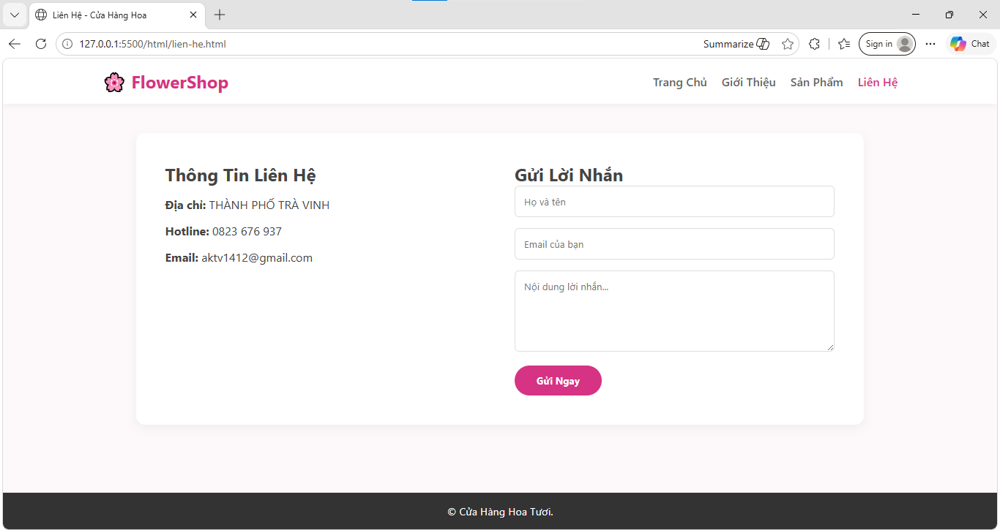 Liên Hệ - Cửa Hàng Hoa
127.0.0.1:5500/html/lien-he.html
Summarize
Sign in
Chat
FlowerShop
Trang Chủ
Giới Thiệu
Sản Phẩm
Liên Hệ
Thông Tin Liên Hệ
Địa chỉ: THÀNH PHỐ TRÀ VINH
Hotline: 0823 676 937
Email: aktv1412@gmail.com
Gửi Lời Nhắn
Họ và tên
Email của bạn
Nội dung lời nhắn...
Gửi Ngay
© Cửa Hàng Hoa Tươi.